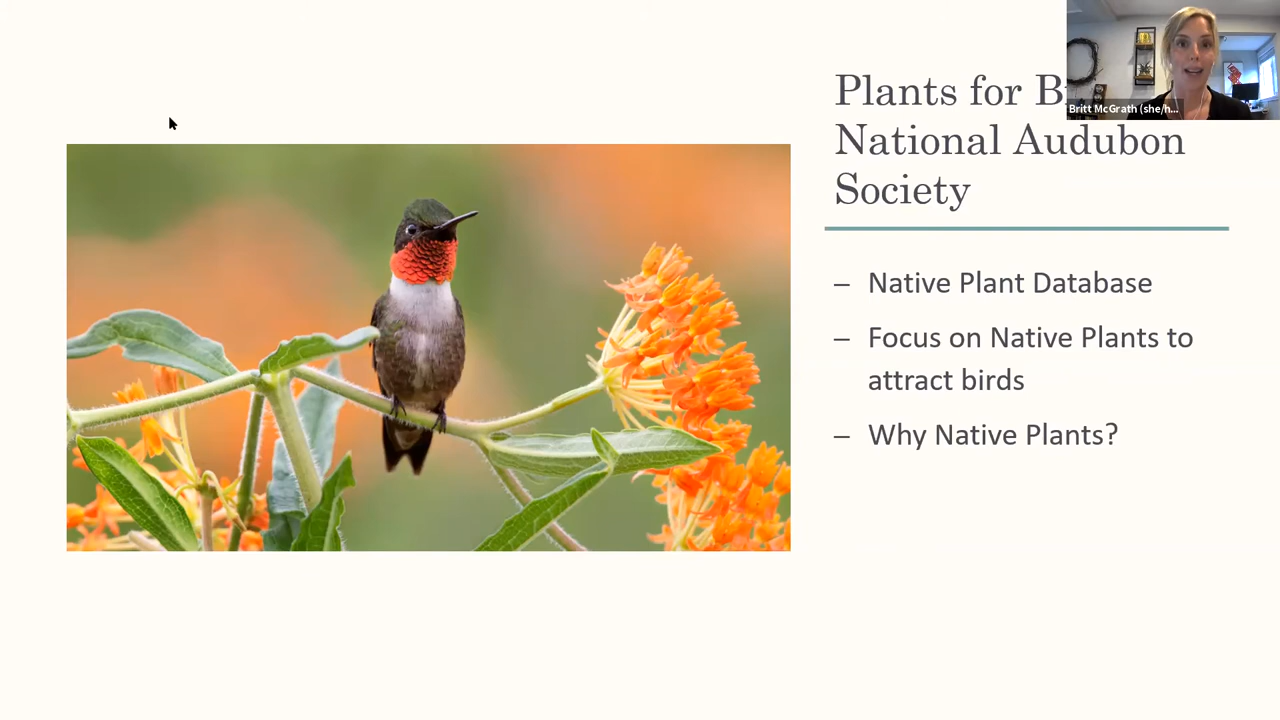 Plants for B
National Audubon
Society
Britt McGrath (she/h...
– Native Plant Database
– Focus on Native Plants to
attract birds
– Why Native Plants?